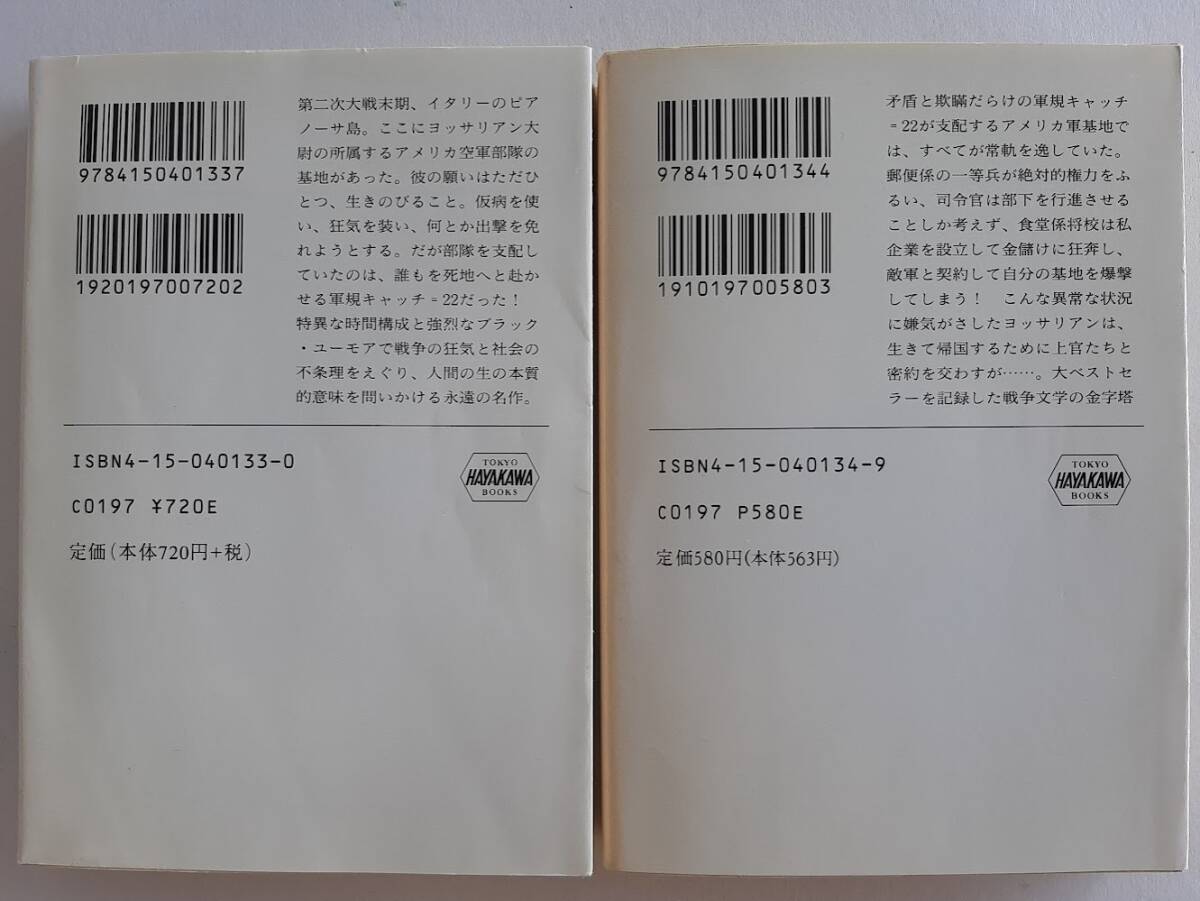 9784150401337
1920197007202
第二次大戦末期、イタリーのピア
ノーサ島。ここにヨッサリアン大
尉の所属するアメリカ空軍部隊の
基地があった。彼の願いはただひ
とつ、生きのびること。仮病を使
い、狂気を装い、何とか出撃を免
れようとする。だが部隊を支配し
ていたのは、誰もを死地へと赴か
せる軍規キャッチ=22だった！
特異な時間構成と強烈なブラック
・ユーモアで戦争の狂気と社会の
不条理をえぐり、人間の生の本質
的意味を問いかける永遠の名作。
ISBN4-15-040133-0
C0197 ¥720E
定価(本体720円+税)
TOKYO
HAYAKAWA
BOOKS
9784150401344
1910197005803
矛盾と欺瞞だらけの軍規キャッチ
=22が支配するアメリカ軍基地で
は、すべてが常軌を逸していた。
郵便係の一等兵が絶対的権力をふ
るい、司令官は部下を行進させる
ことしか考えず、食堂係将校は私
企業を設立して金儲けに狂奔し、
敵軍と契約して自分の基地を爆撃
してしまう！　こんな異常な状況
に嫌気がさしたヨッサリアンは、
生きて帰国するために上官たちと
密約を交わすが……。大ベストセ
ラーを記録した戦争文学の金字塔
ISBN4-15-040134-9
C0197 P580E
定価580円(本体563円)
TOKYO
HAYAKAWA
BOOKS